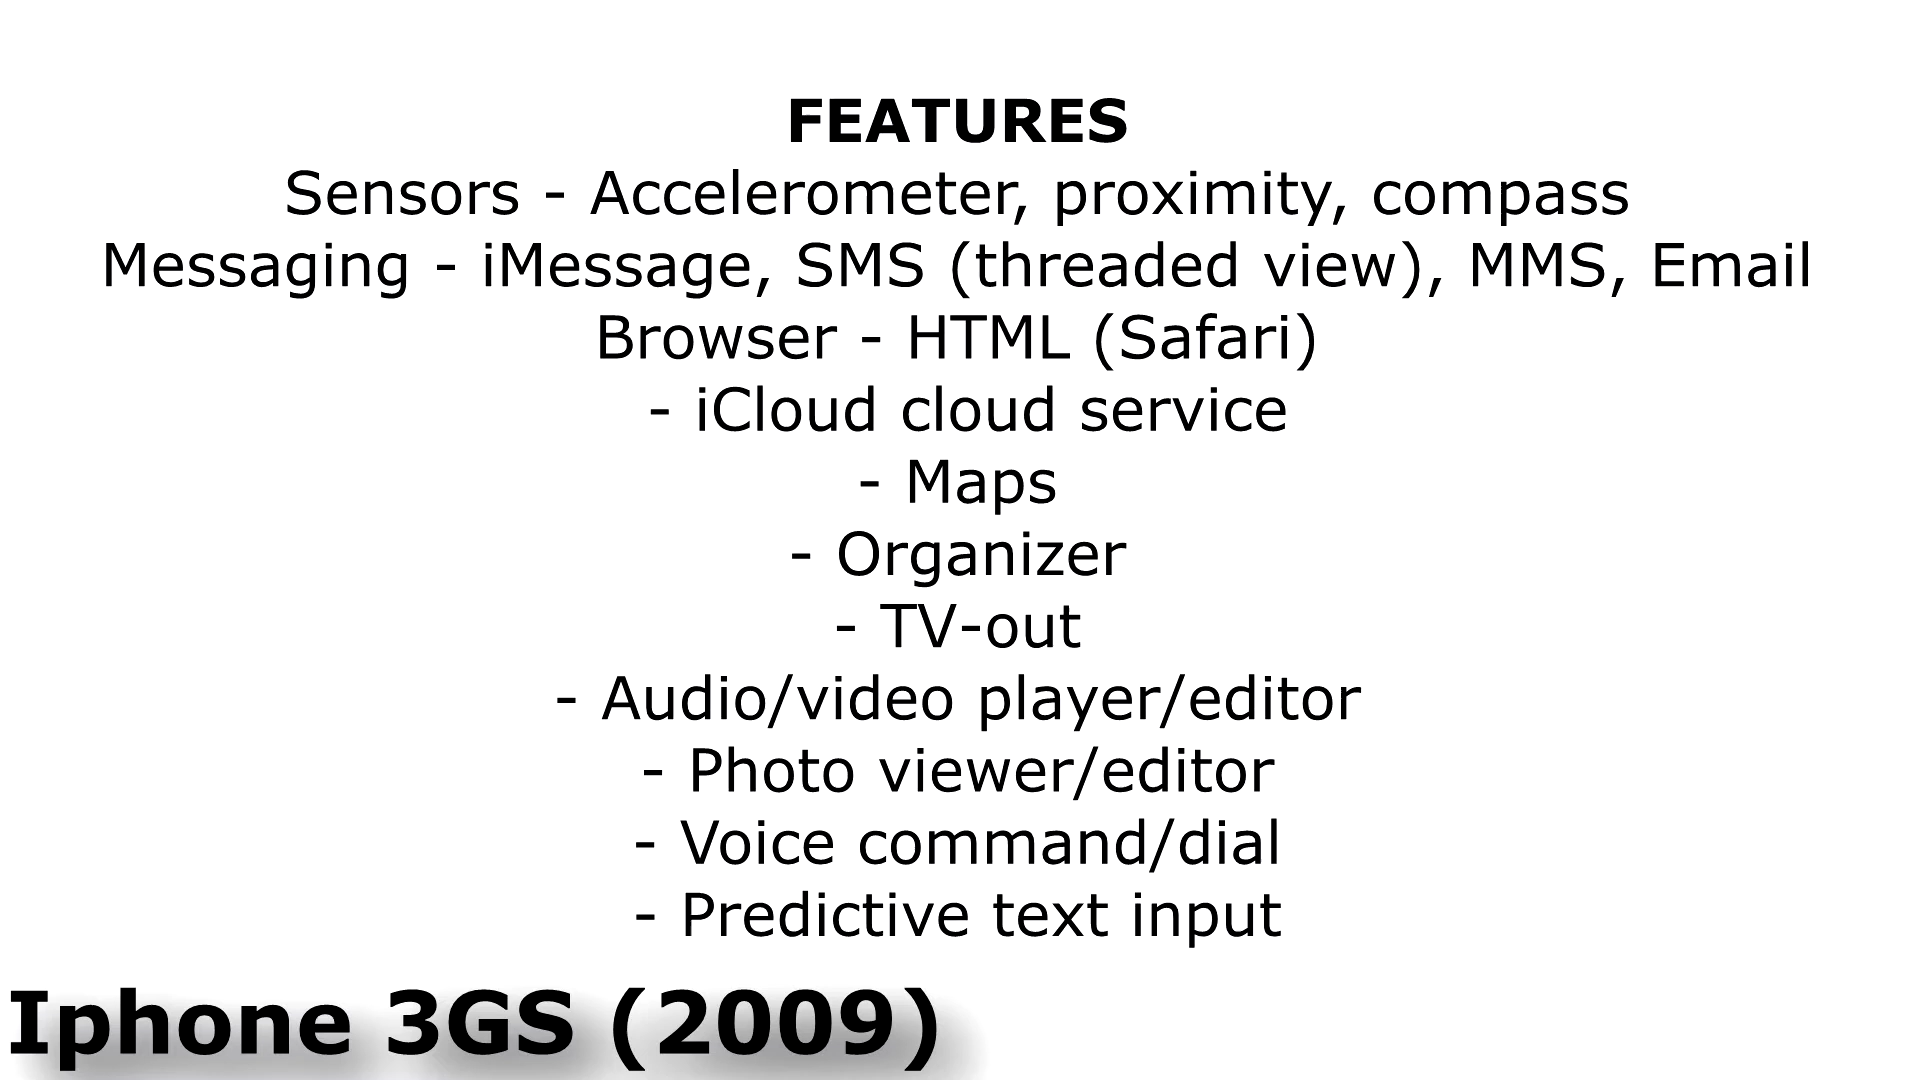 FEATURES
Sensors - Accelerometer, proximity, compass
Messaging - iMessage, SMS (threaded view), MMS, Email
Browser - HTML (Safari)
- iCloud cloud service
- Maps
- Organizer
- TV-out
- Audio/video player/editor
- Photo viewer/editor
- Voice command/dial
- Predictive text input
Iphone 3GS (2009)